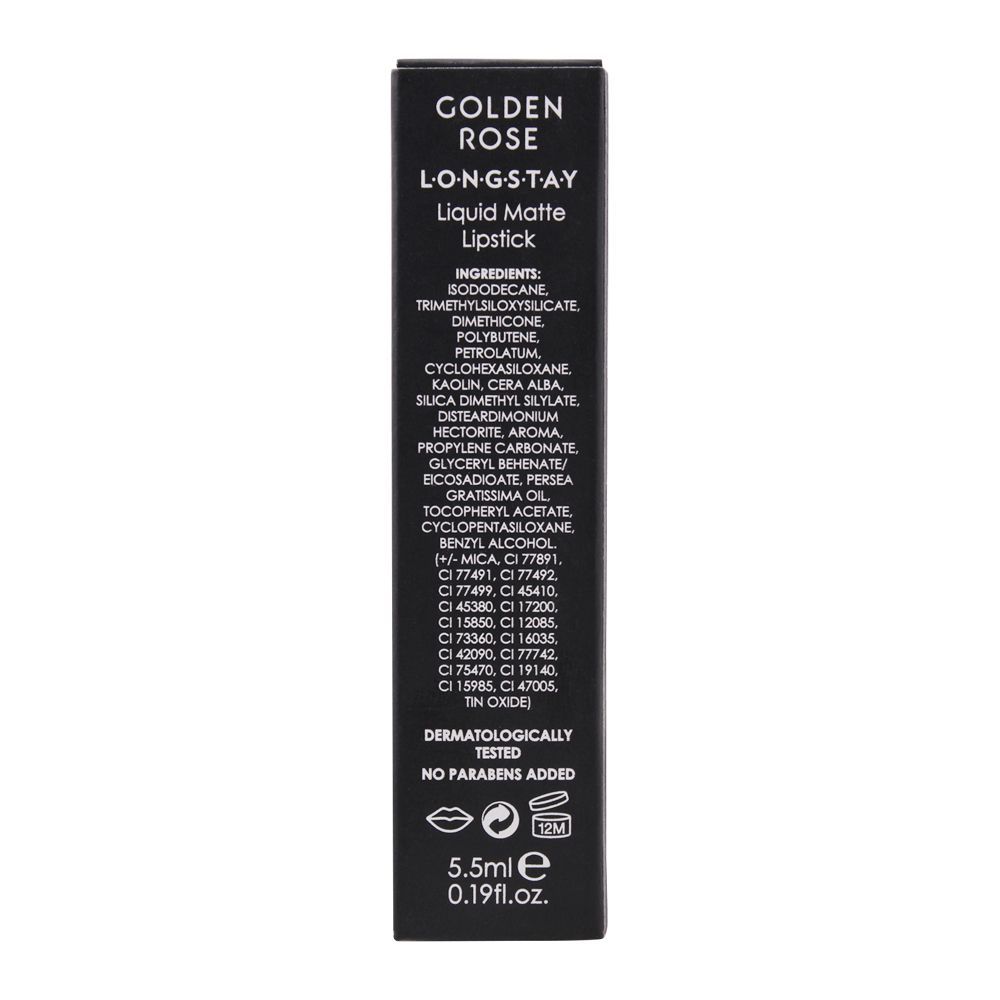 GOLDEN
ROSE
L·O·N·G·S·T·A·Y
Liquid Matte
Lipstick
INGREDIENTS:
ISODODECANE,
TRIMETHYLSILOXYSILICATE,
DIMETHICONE,
POLYBUTENE,
PETROLATUM,
CYCLOHEXASILOXANE,
KAOLIN, CERA ALBA,
SILICA DIMETHYL SILYLATE,
DISTEARDIMONIUM
HECTORITE, AROMA,
PROPYLENE CARBONATE,
GLYCERYL BEHENATE/
EICOSADIOATE, PERSEA
GRATISSIMA OIL,
TOCOPHERYL ACETATE,
CYCLOPENTASILOXANE,
BENZYL ALCOHOL.
(+/- MICA, CI 77891,
CI 77491, CI 77492,
CI 77499, CI 45410,
CI 45380, CI 17200,
CI 15850, CI 12085,
CI 73360, CI 16035,
CI 42090, CI 77742,
CI 75470, CI 19140,
CI 15985, CI 47005,
TIN OXIDE)
DERMATOLOGICALLY
TESTED
NO PARABENS ADDED
12M
5.5ml e
0.19fl.oz.